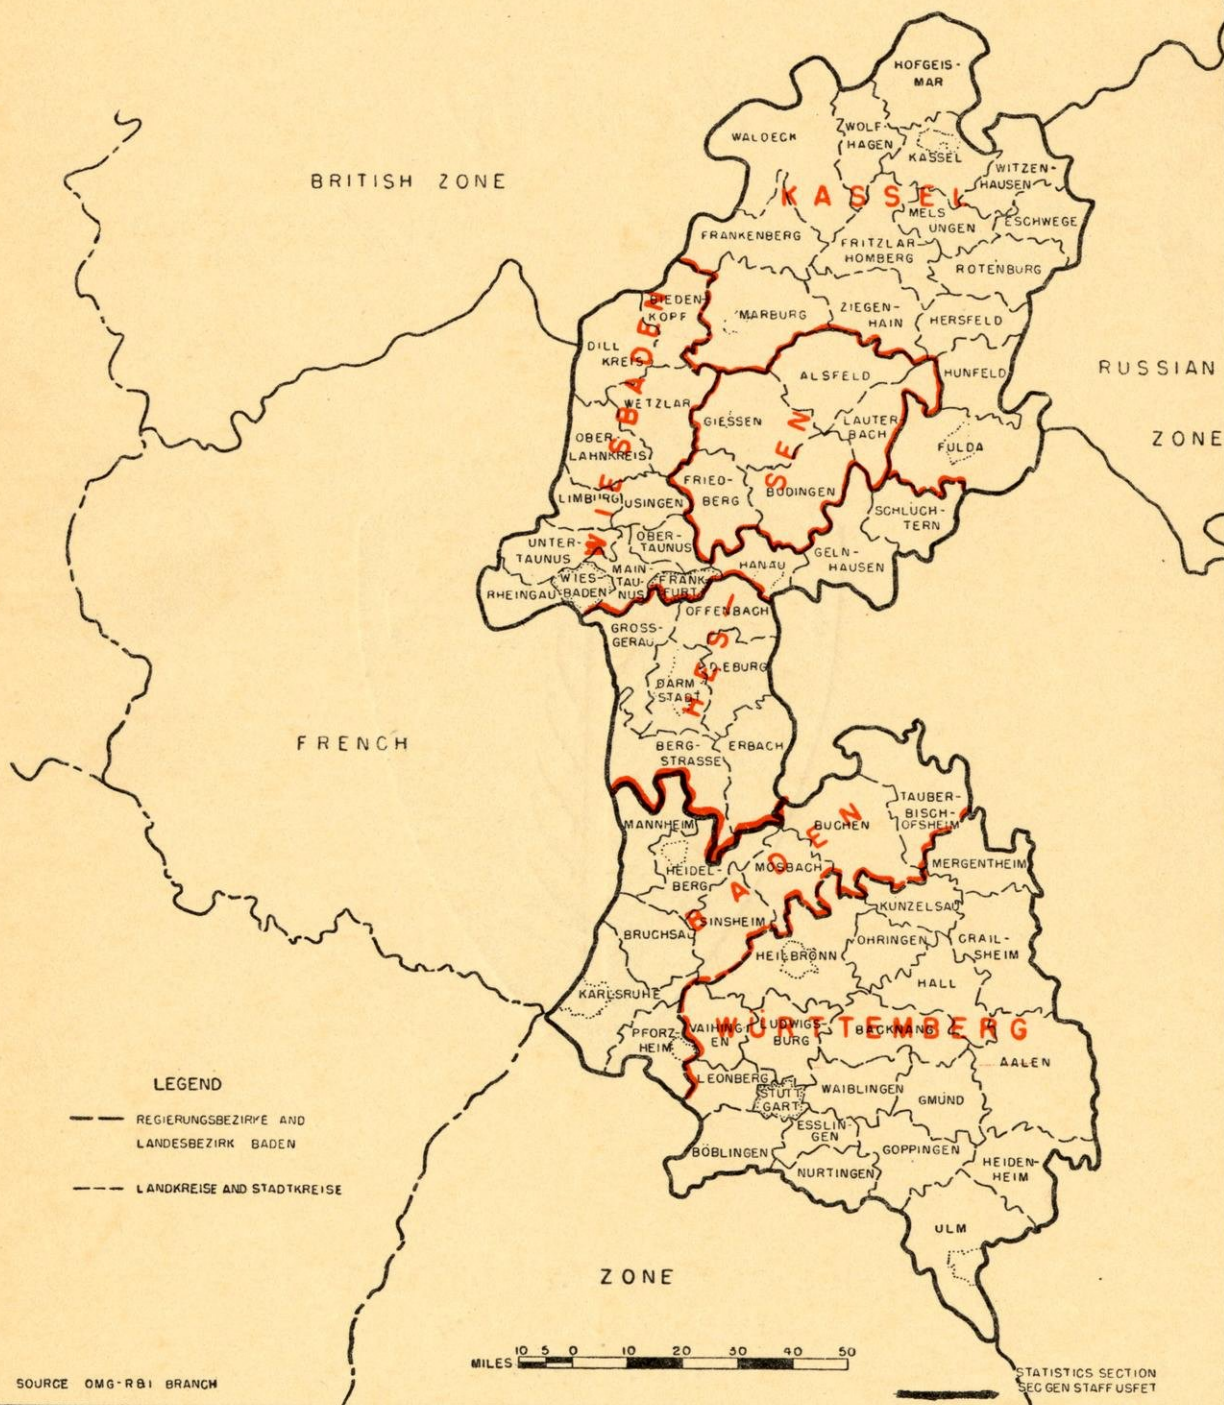 HOFGEIS-
MAR
WALDECK
WOLF-
HAGEN
KASSEL
WITZEN-
HAUSEN
BRITISH ZONE
KASSEL
MELS
UNGEN
ESCHWEGE
FRANKENBERG
FRITZLAR
HOMBERG
ROTENBURG
BIEDEN-
KOPF
MARBURG
ZIEGEN-
HAIN
HERSFELD
DILL
KREIS
WIESBADEN
ALSFELD
HUNFELD
RUSSIAN
ZONE
WETZLAR
GIESSEN
LAUTER
BACH
FULDA
OBER
LAHNKREIS
LIMBURG
USINGEN
FRIED-
BERG
BUDINGEN
SCHLUCH-
TERN
UNTER-
TAUNUS
OBER-
TAUNUS
HANAU
GELN-
HAUSEN
RHEINGAU
WIES-
BADEN
MAIN-
TAU-
NUS
FRANK-
FURT
OFFENBACH
GROSS-
GERAU
HESSEN
DIEBURG
DARM
STADT
FRENCH
BERG-
STRASSE
ERBACH
TAUBER-
BISCH-
OFSHEIM
MANNHEIM
BUCHEN
BADEN
MOSBACH
MERGENTHEIM
HEIDEL-
BERG
SINSHEIM
KUNZELSAU
BRUCHSAL
HEILBRONN
OHRINGEN
CRAIL-
SHEIM
HALL
KARLSRUHE
PFORZ-
HEIM
VAIHING
EN
LUDWIGS-
BURG
BACKNANG
WÜRTTEMBERG
AALEN
LEONBERG
STUTT
GART
WAIBLINGEN
GMÜND
ESSLIN-
GEN
BÖBLINGEN
NURTINGEN
GOPPINGEN
HEIDEN-
HEIM
ULM
LEGEND
REGIERUNGSBEZIRKE AND
LANDESBEZIRK BADEN
LANDKREISE AND STADTKREISE
ZONE
MILES 10 5 0 10 20 30 40 50
SOURCE OMG-RBI BRANCH
STATISTICS SECTION
SEC GEN STAFF USFET